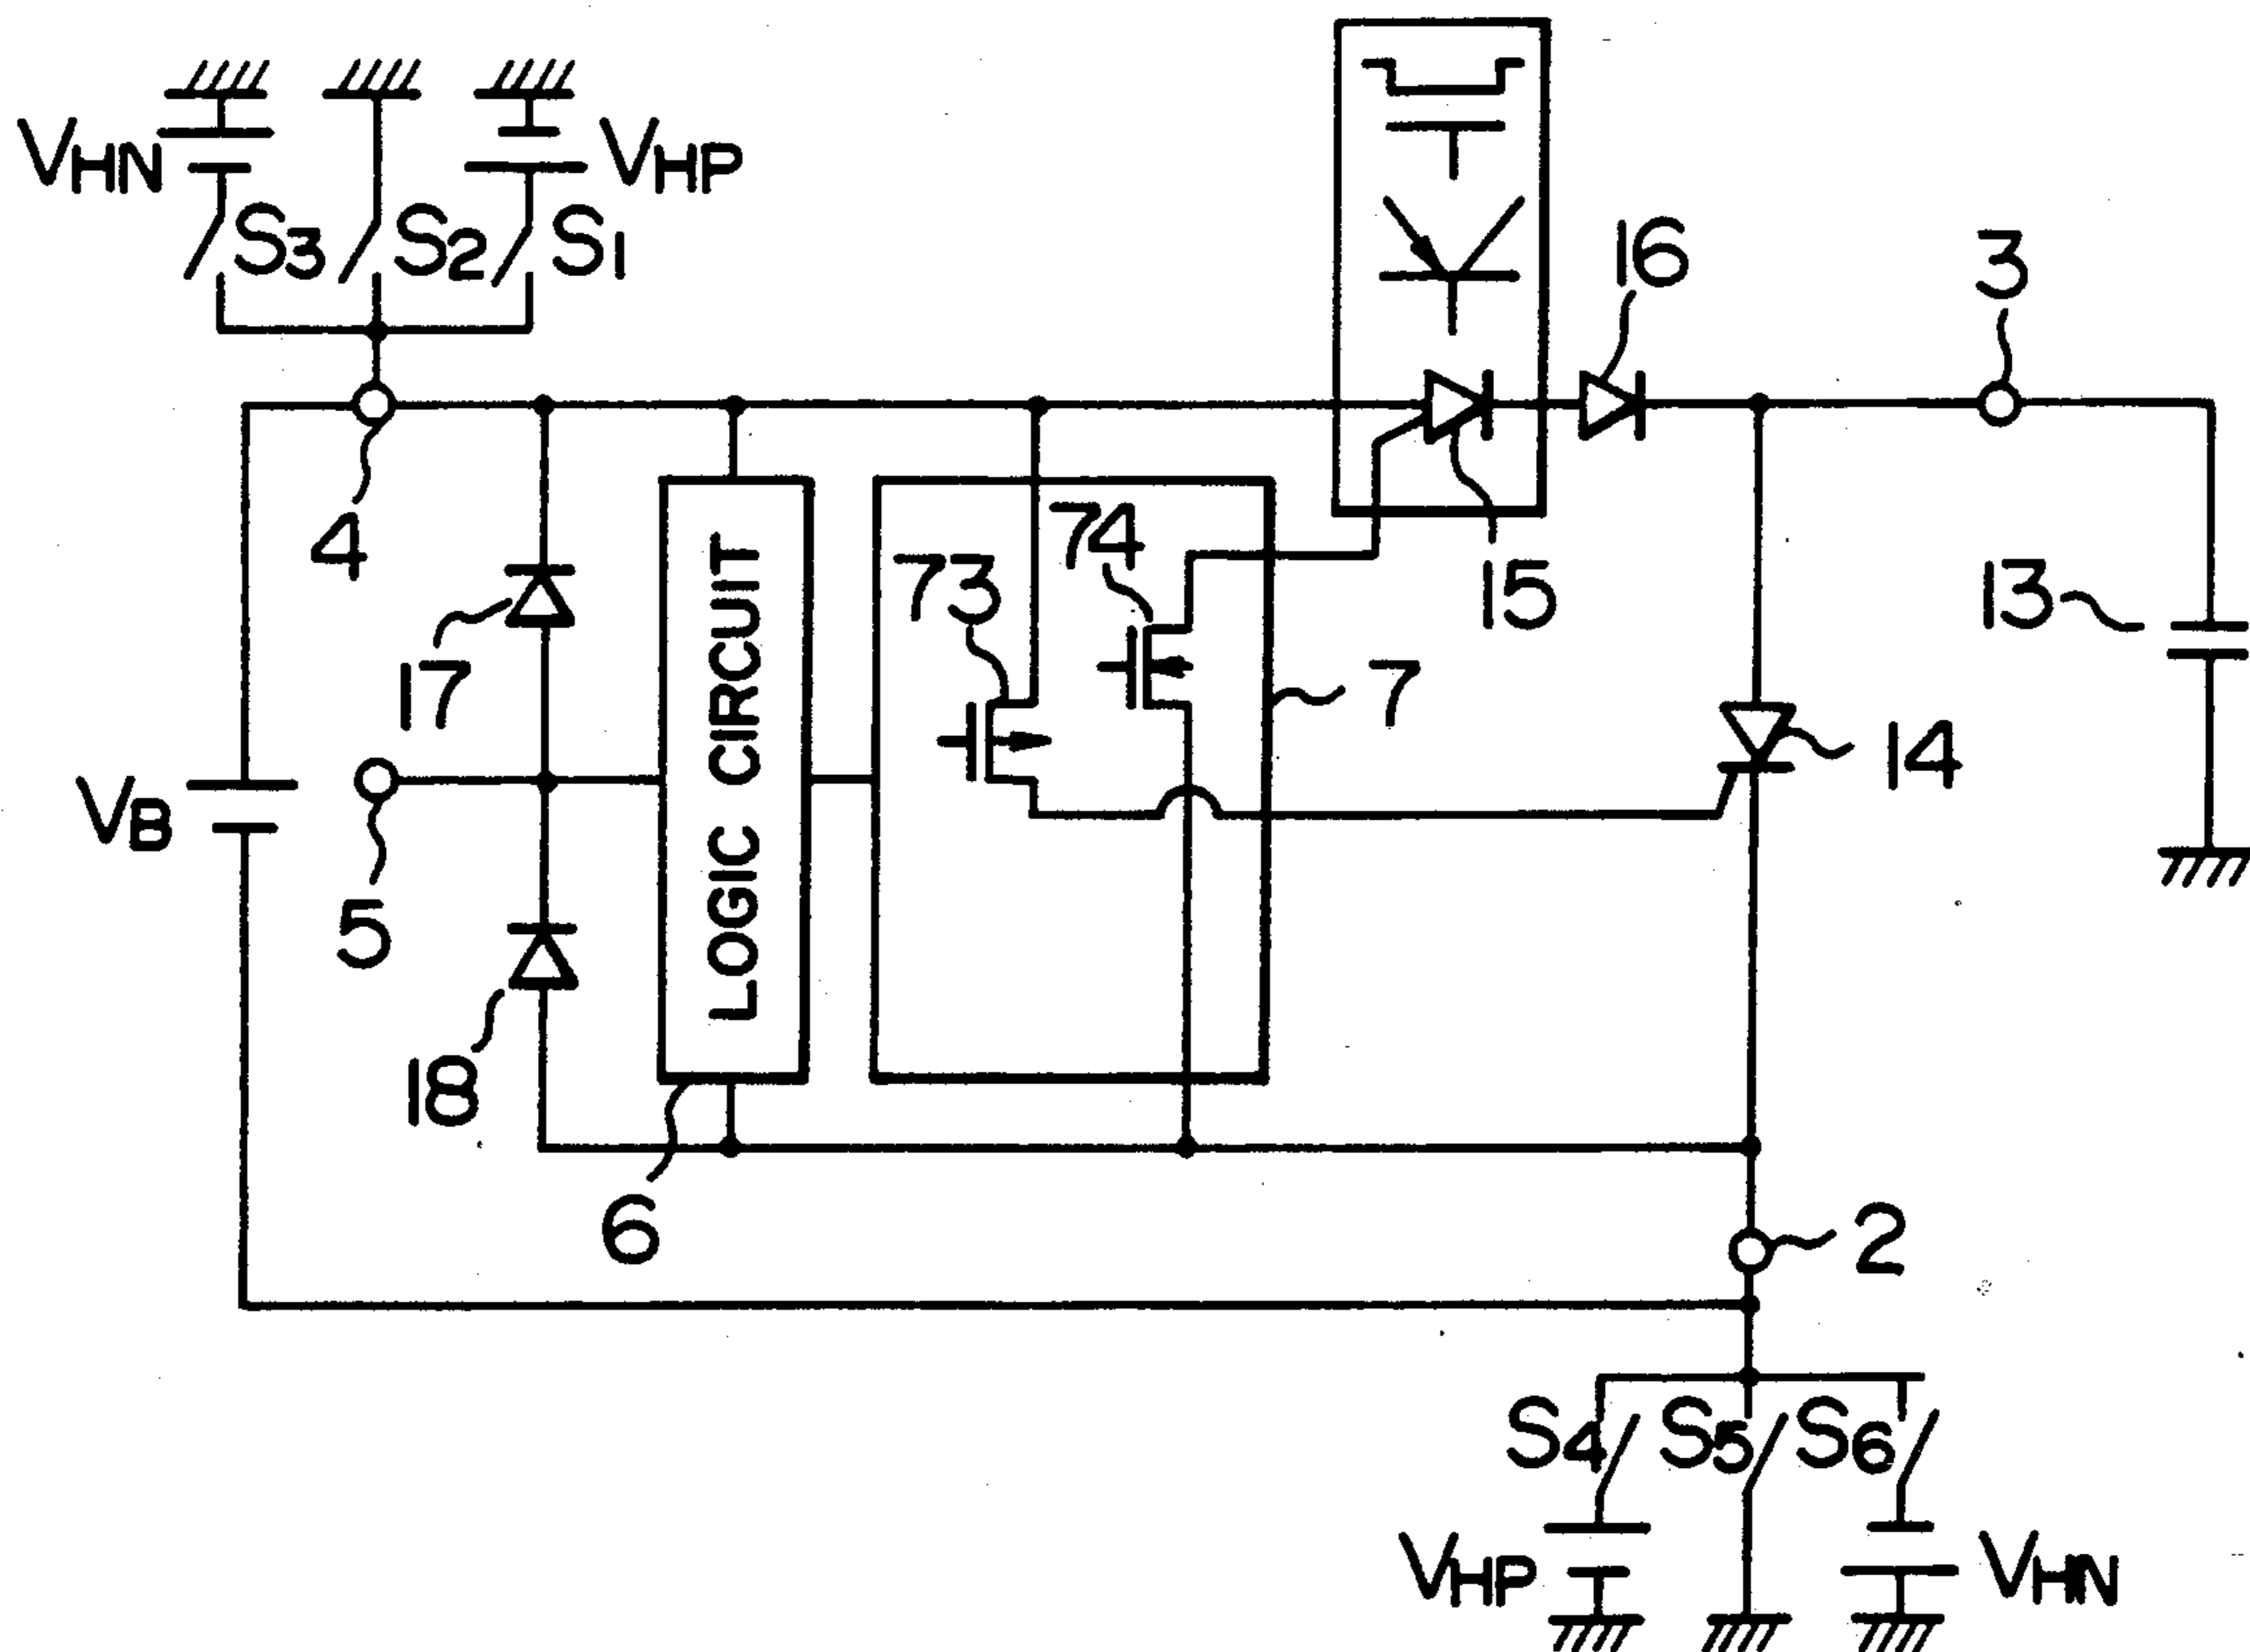 VHN
VHP
S3
S2
S1
16
3
4
17
73
74
15
7
13
14
VB
5
LOGIC CIRCUIT
18
6
2
S4
S5
S6
VHP
VHN